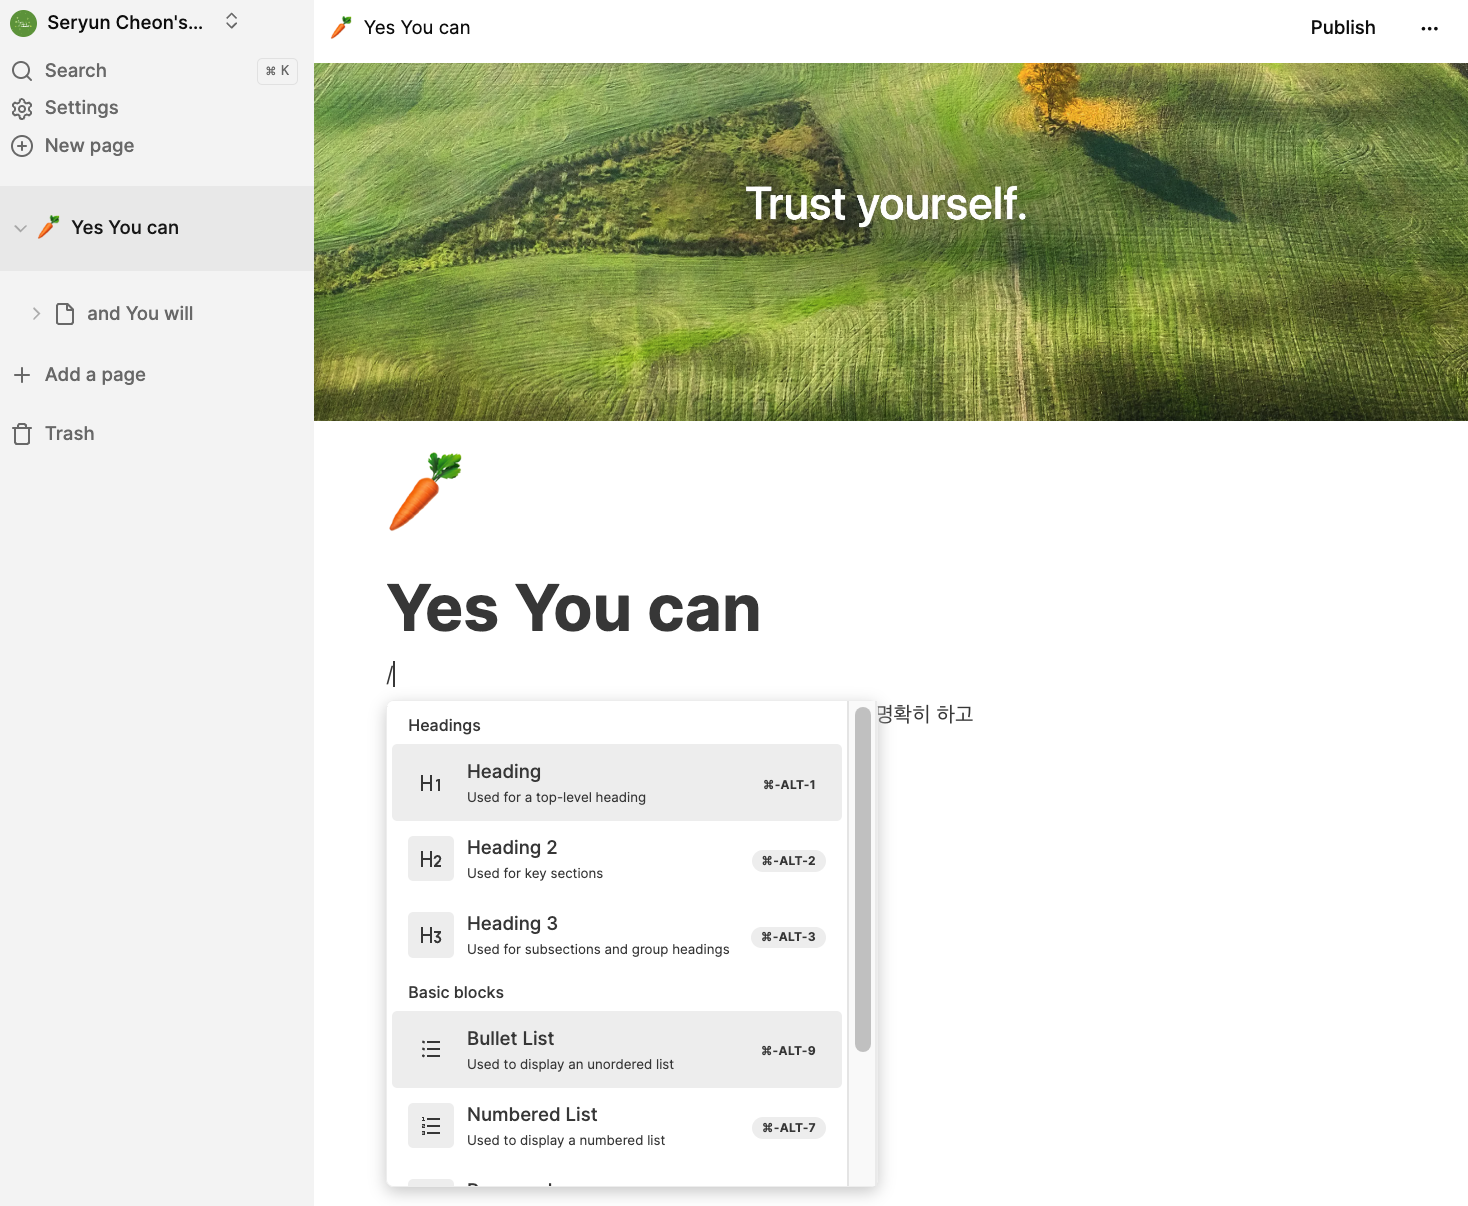 Seryun Cheon's...
Search ⌘ K
Settings
New page
Yes You can
and You will
Add a page
Trash
Yes You can
Publish
Trust yourself.
Yes You can
/
명확히 하고
Headings
H1 Heading ⌘-ALT-1
Used for a top-level heading
H2 Heading 2 ⌘-ALT-2
Used for key sections
H3 Heading 3 ⌘-ALT-3
Used for subsections and group headings
Basic blocks
Bullet List ⌘-ALT-9
Used to display an unordered list
Numbered List ⌘-ALT-7
Used to display a numbered list